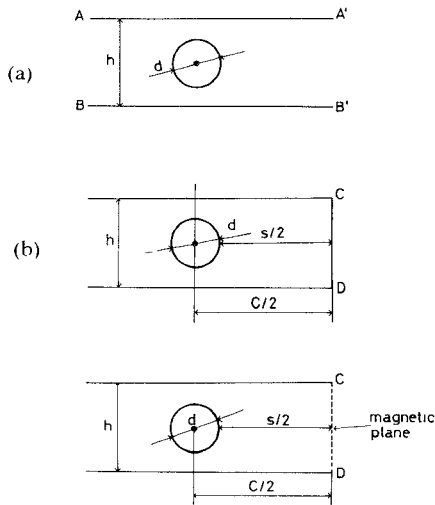 A A'
(a) h d
B B'
C
(b) h d s/2
D
C/2
C
h d s/2 magnetic
plane
D
C/2